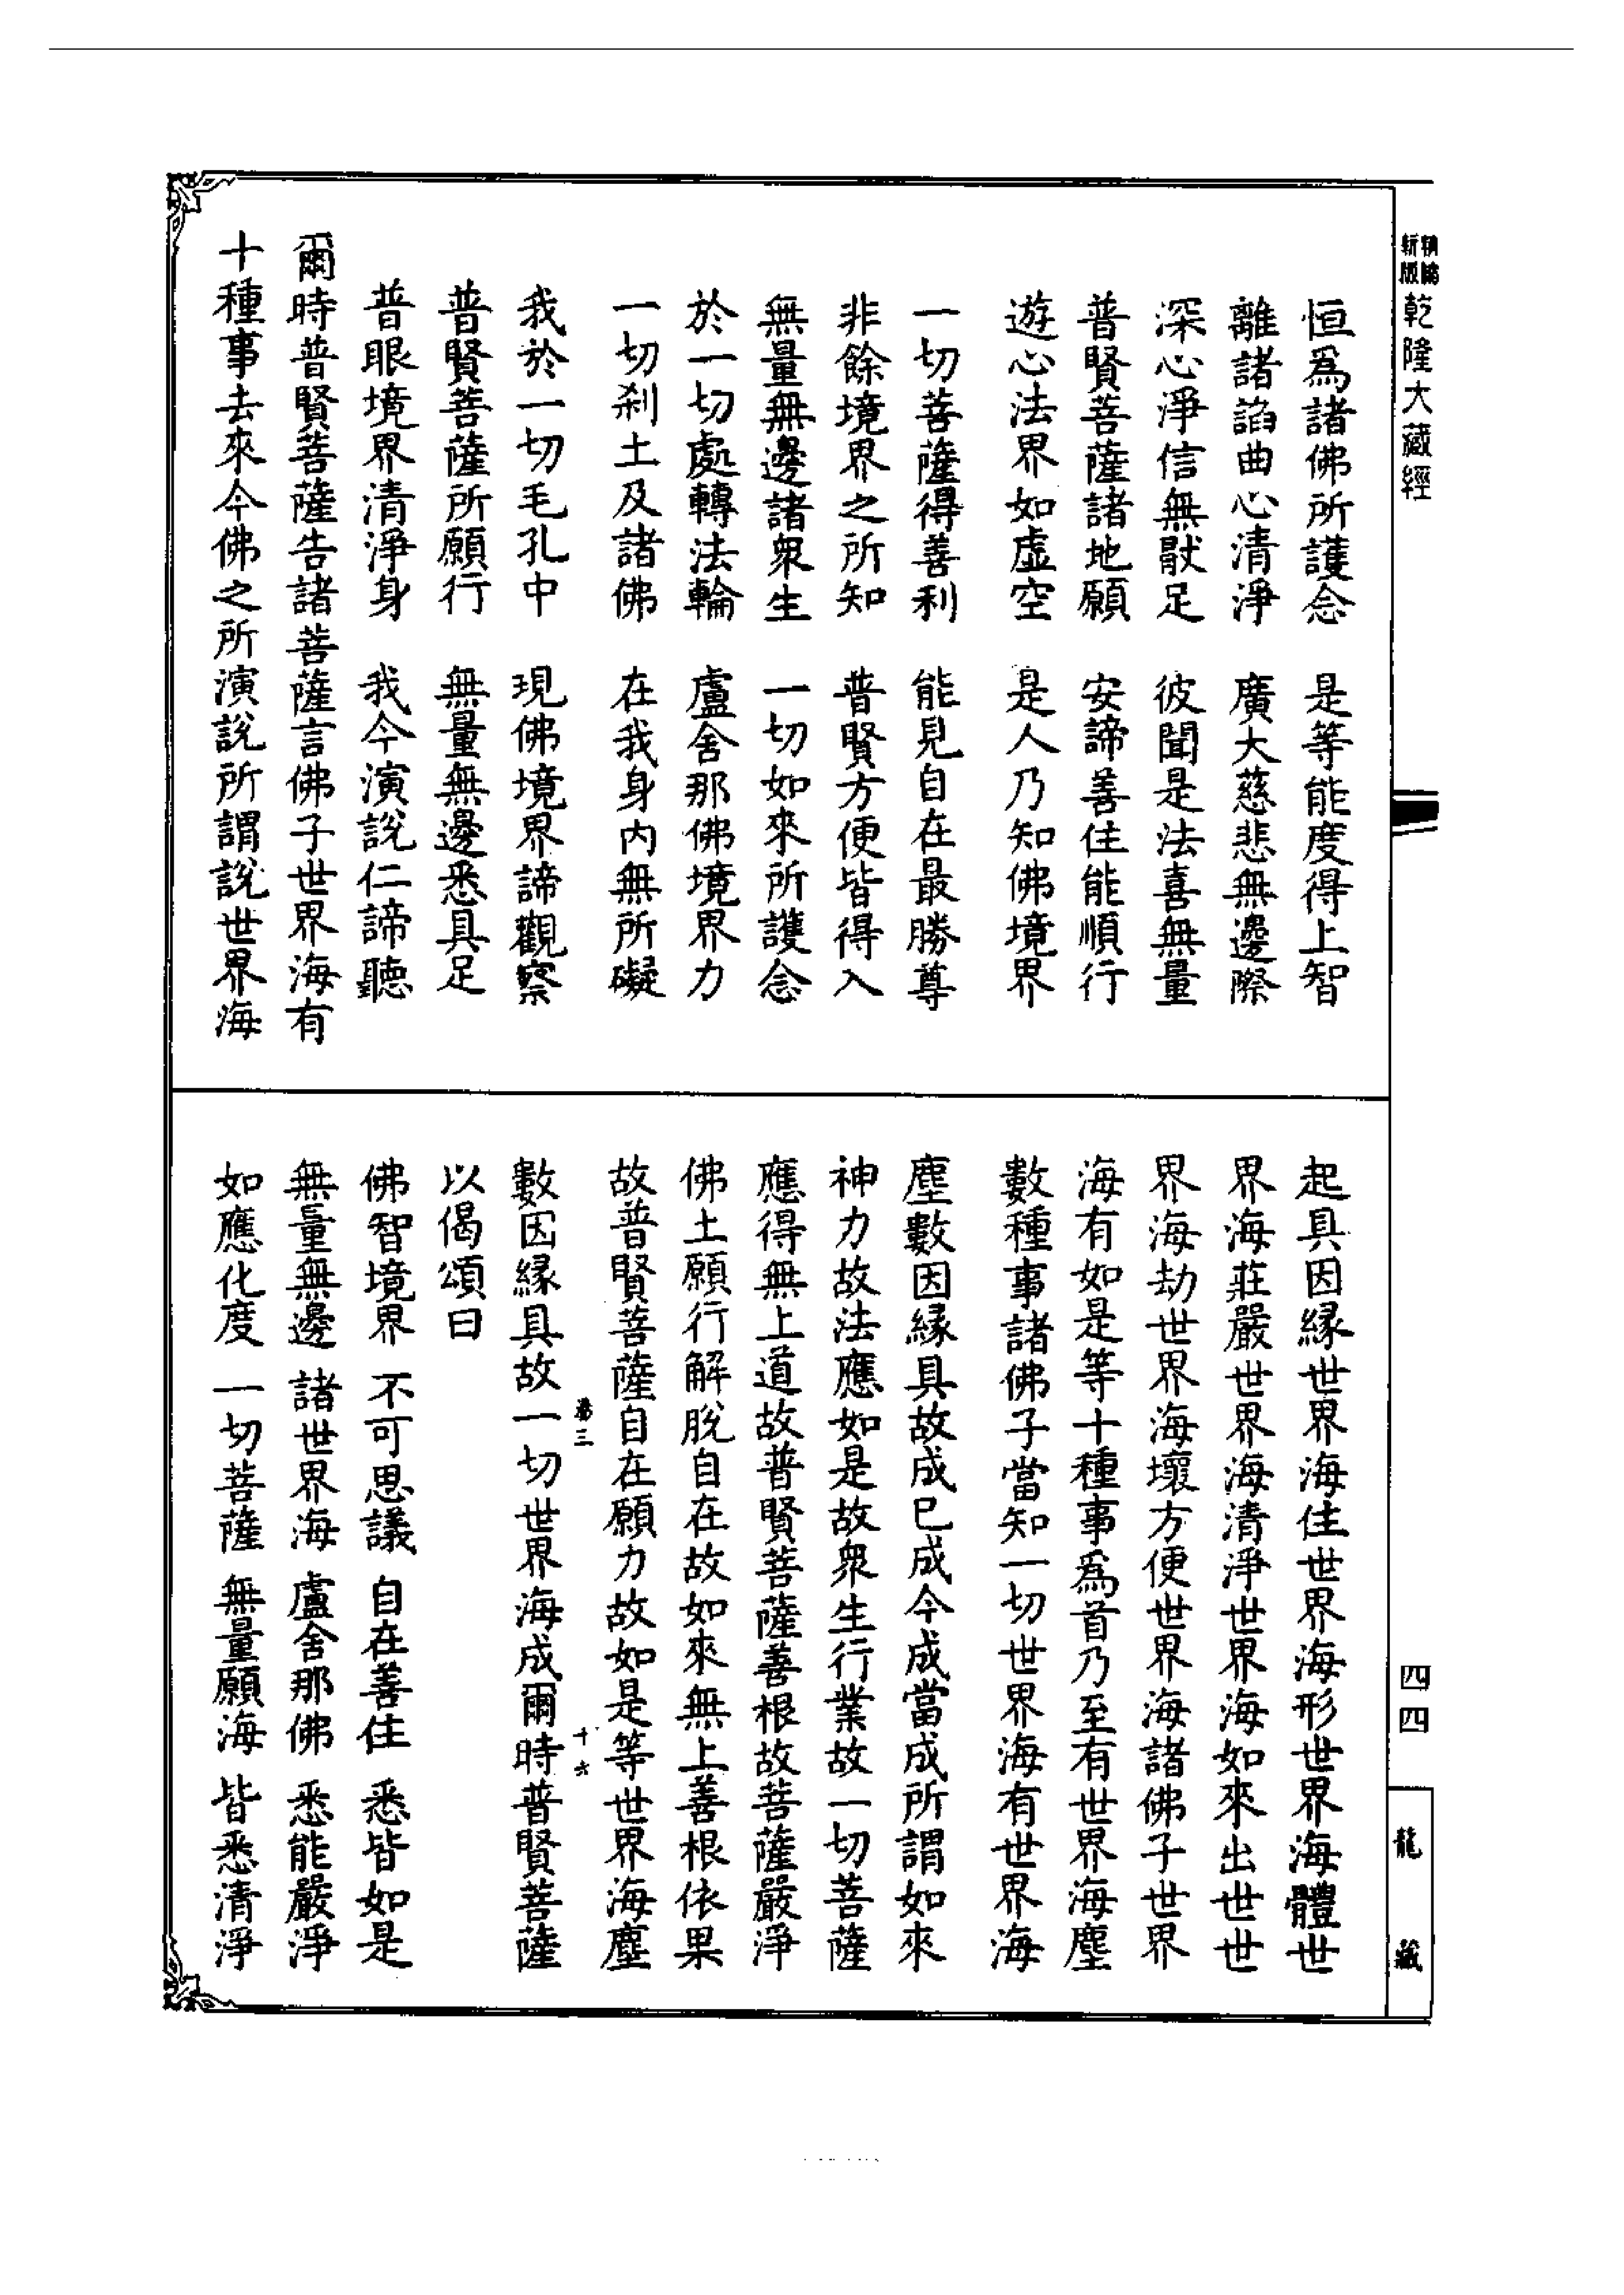 新版精縮乾隆大藏經
恒爲諸佛所護念　是等能度得上智
離諸諂曲心清淨　廣大慈悲無邊際
深心淨信無猒足　彼聞是法喜無量
普賢菩薩諸地願　安諦善住能順行
遊心法界如虛空　是人乃知佛境界
一切菩薩得善利　能見自在最勝尊
非餘境界之所知　普賢方便皆得入
無量無邊諸衆生　一切如來所護念
於一切處轉法輪　盧舍那佛境界力
一切剎土及諸佛　在我身內無所礙
我於一切毛孔中　現佛境界諦觀察
普賢菩薩所願行　無量無邊悉具足
普眼境界清淨身　我今演說仁諦聽
爾時普賢菩薩告諸菩薩言佛子世界海有
十種事去來今佛之所演說所謂說世界海
起具因緣世界海住世界海形世界海體世
界海莊嚴世界海清淨世界海如來出世世
界海劫世界海壞方便世界海諸佛子世界
海有如是等十種事爲首乃至有世界海塵
數種事諸佛子當知一切世界海有世界海
塵數因緣具故成已成今成當成所謂如來
神力故法應如是故衆生行業故一切菩薩
應得無上道故普賢菩薩善根故菩薩嚴淨
佛土願行解脫自在故如來無上善根依果
故普賢菩薩自在願力故如是等世界海塵
數因緣具故一切世界海成爾時普賢菩薩
以偈頌曰
佛智境界　不可思議　自在善住　悉皆如是
無量無邊　諸世界海　盧舍那佛　悉能嚴淨
如應化度　一切菩薩　無量願海　皆悉清淨
三
十六
四四
龍藏